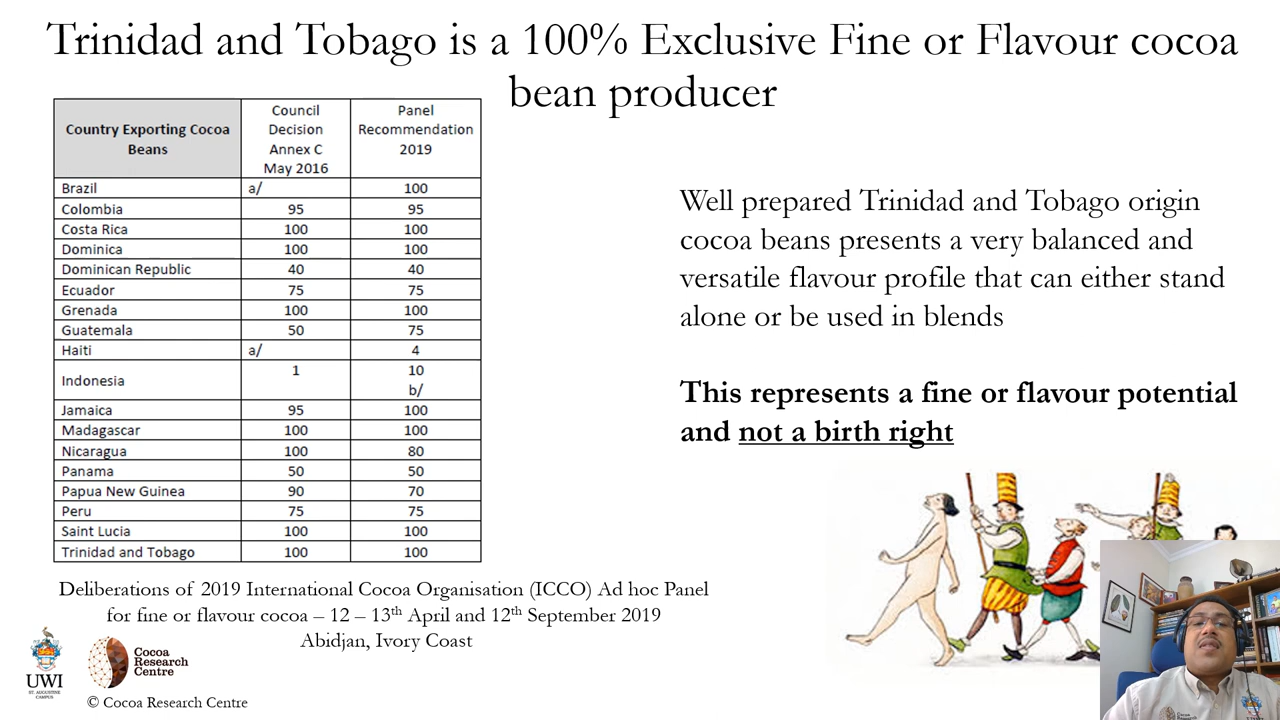 Trinidad and Tobago is a 100% Exclusive Fine or Flavour cocoa
bean producer
Country Exporting Cocoa
Beans
Council
Decision
Annex C
May 2016
Panel
Recommendation
2019
Brazil a/ 100
Colombia 95 95
Costa Rica 100 100
Dominica 100 100
Dominican Republic 40 40
Ecuador 75 75
Grenada 100 100
Guatemala 50 75
Haiti a/ 4
Indonesia 1 10
b/
Jamaica 95 100
Madagascar 100 100
Nicaragua 100 80
Panama 50 50
Papua New Guinea 90 70
Peru 75 75
Saint Lucia 100 100
Trinidad and Tobago 100 100
Well prepared Trinidad and Tobago origin
cocoa beans presents a very balanced and
versatile flavour profile that can either stand
alone or be used in blends
This represents a fine or flavour potential
and not a birth right
Deliberations of 2019 International Cocoa Organisation (ICCO) Ad hoc Panel
for fine or flavour cocoa – 12 – 13th April and 12th September 2019
Abidjan, Ivory Coast
UWI
ST. AUGUSTINE
CAMPUS
Cocoa
Research
Centre
© Cocoa Research Centre